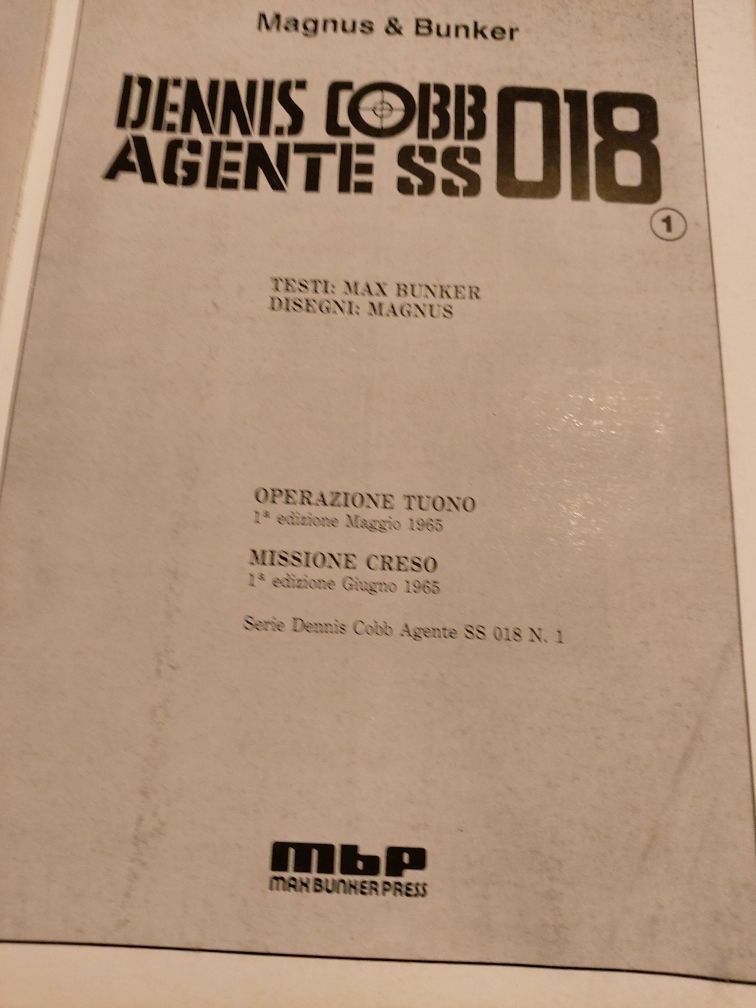 Magnus & Bunker
DENNIS COBB
AGENTE SS 018
1
TESTI: MAX BUNKER
DISEGNI: MAGNUS
OPERAZIONE TUONO
1ª edizione Maggio 1965
MISSIONE CRESO
1ª edizione Giugno 1965
Serie Dennis Cobb Agente SS 018 N. 1
mbp
MAX BUNKER PRESS